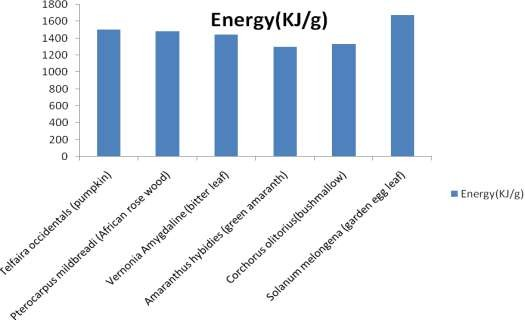 Energy(KJ/g)
1800
1600
1400
1200
1000
800
600
400
200
0
Telfaira occidentals (pumpkin)
Pterocarpus mildbreadi (African rose wood)
Vernonia Amygdaline (bitter leaf)
Amaranthus hybidies (green amaranth)
Corchorus olitorius(bushmallow)
Solanum melongena (garden egg leaf)
Energy(KJ/g)